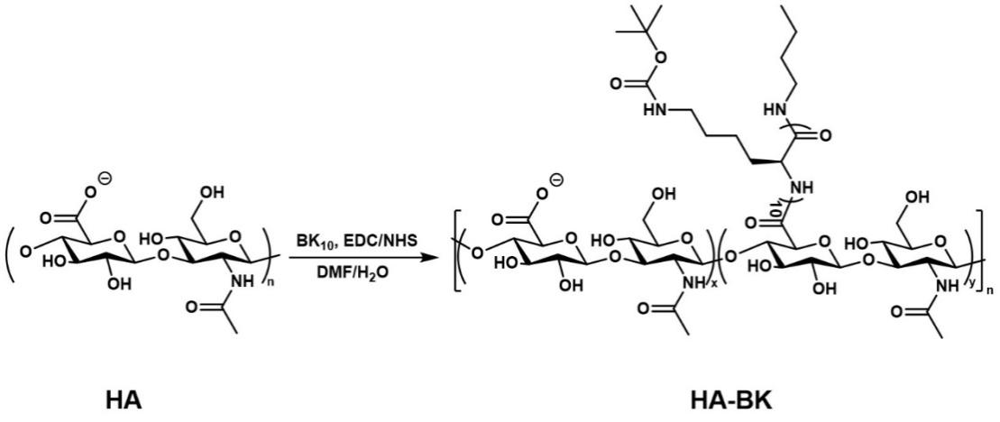 O
O
HN HN
O
NH
O⊖ OH O⊖ OH OH
10
O O O
HO O HO O HO O
O O BK₁₀, EDC/NHS O O O O O
HO O HO O HO O
OH NH n DMF/H₂O OH NH x OH NH y n
O O O
HA HA-BK